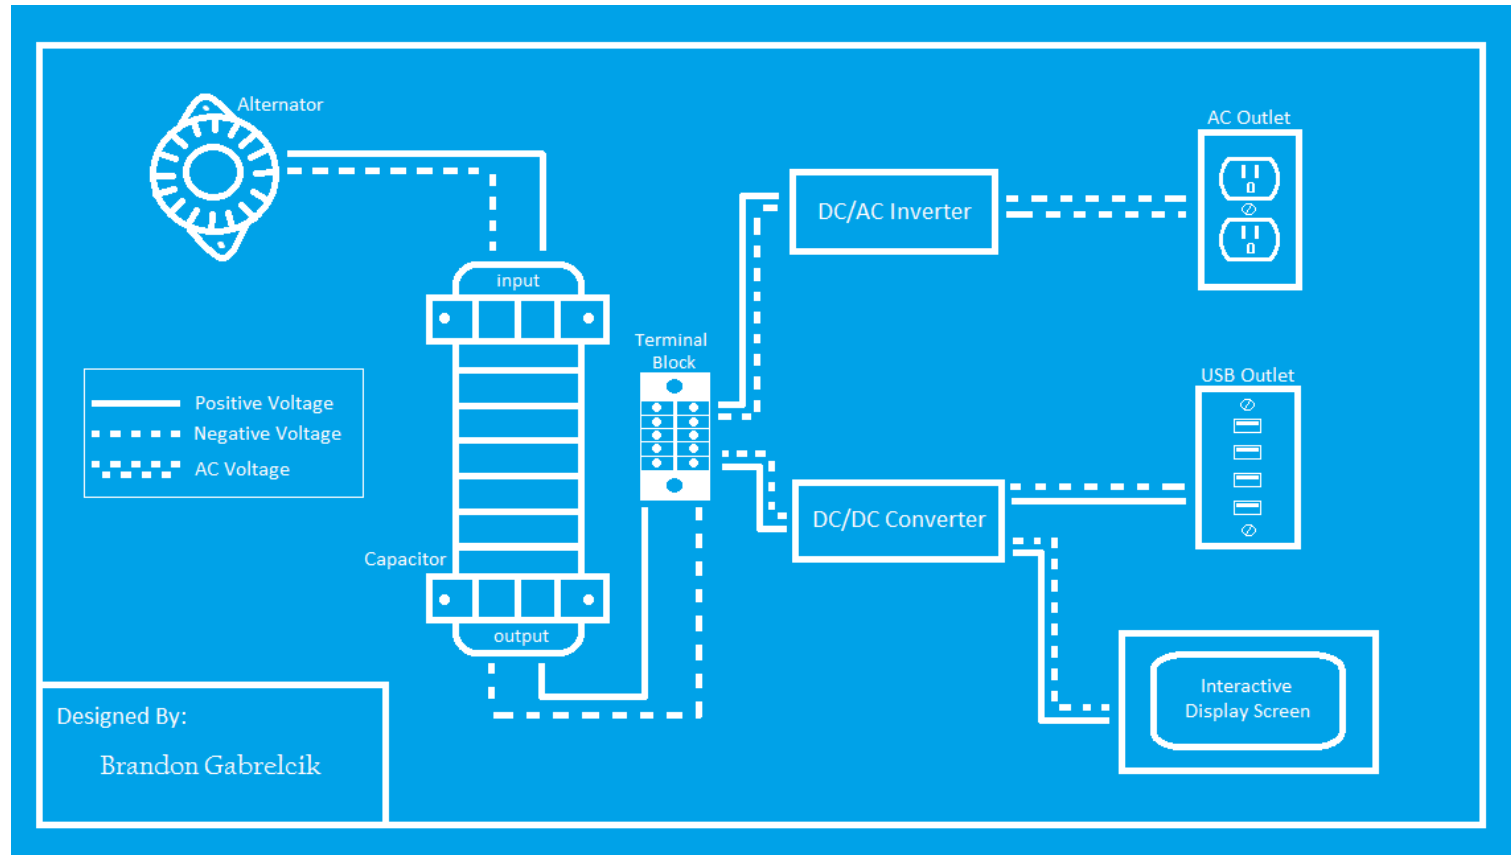 Alternator
AC Outlet
DC/AC Inverter
input
Terminal
Block
USB Outlet
Positive Voltage
Negative Voltage
AC Voltage
DC/DC Converter
Capacitor
output
Interactive
Display Screen
Designed By:
Brandon Gabrelcik